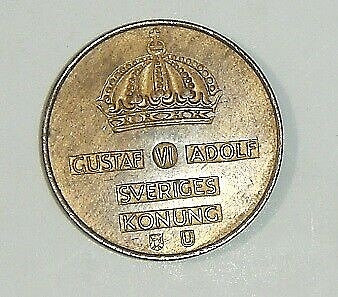 GUSTAF VI ADOLF
SVERIGES
KONUNG
U